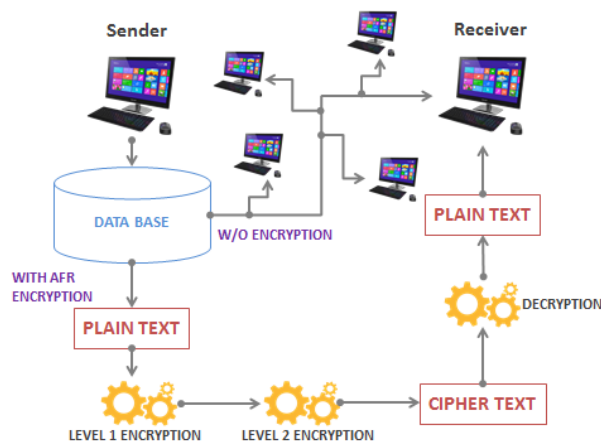 Sender
Receiver
DATA BASE
W/O ENCRYPTION
PLAIN TEXT
WITH AFR
ENCRYPTION
DECRYPTION
PLAIN TEXT
CIPHER TEXT
LEVEL 1 ENCRYPTION
LEVEL 2 ENCRYPTION